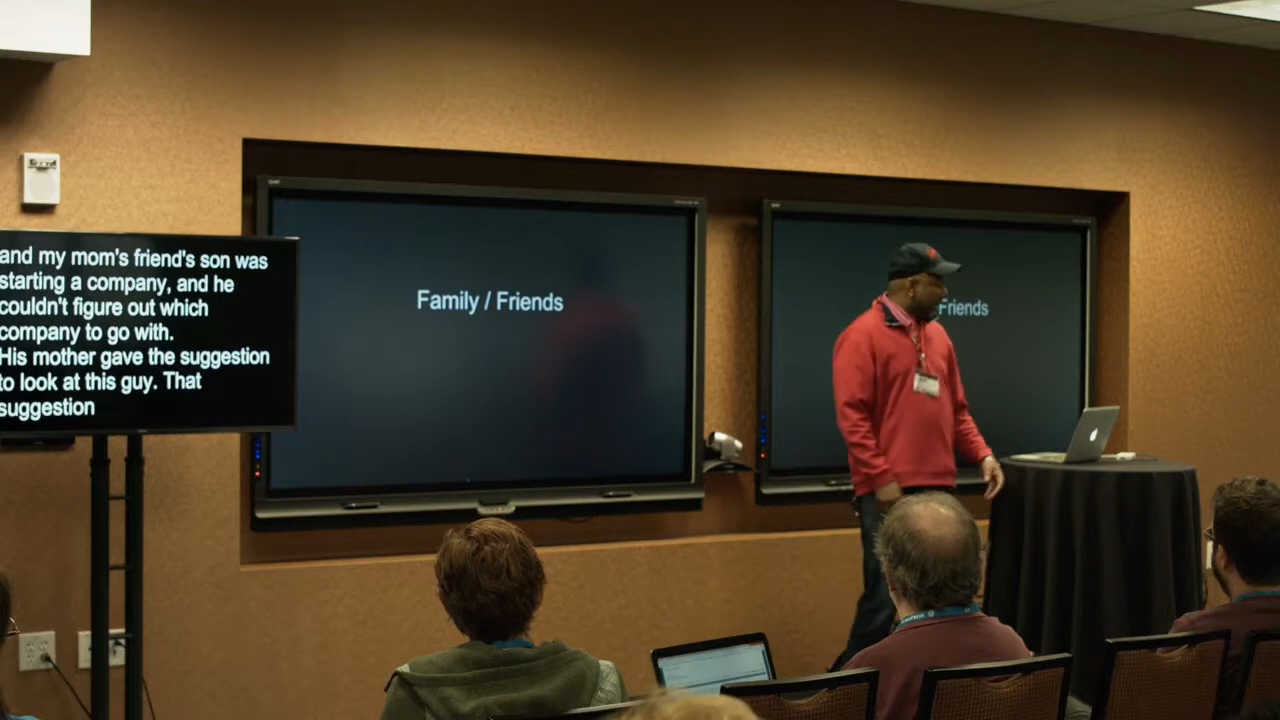 and my mom's friend's son was
starting a company, and he
couldn't figure out which
company to go with.
His mother gave the suggestion
to look at this guy. That
suggestion
Family / Friends
Friends